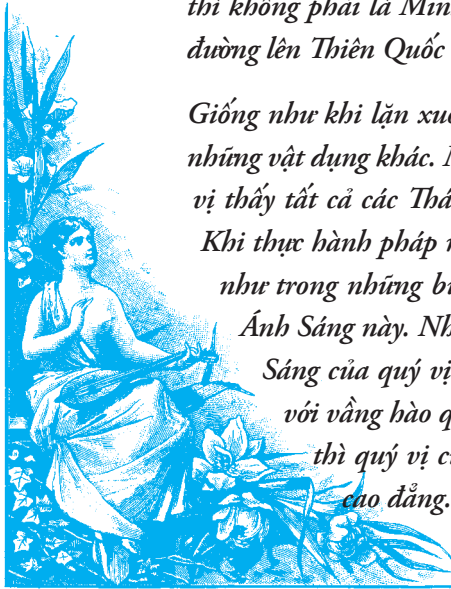 thì không phải là Min
đường lên Thiên Quốc
Giống như khi lặn xuố
những vật dụng khác.
vị thấy tất cả các Thá
Khi thực hành pháp
như trong những bứ
Ánh Sáng này. Nh
Sáng của quý vị
với vầng hào q
thì quý vị c
cao đẳng.